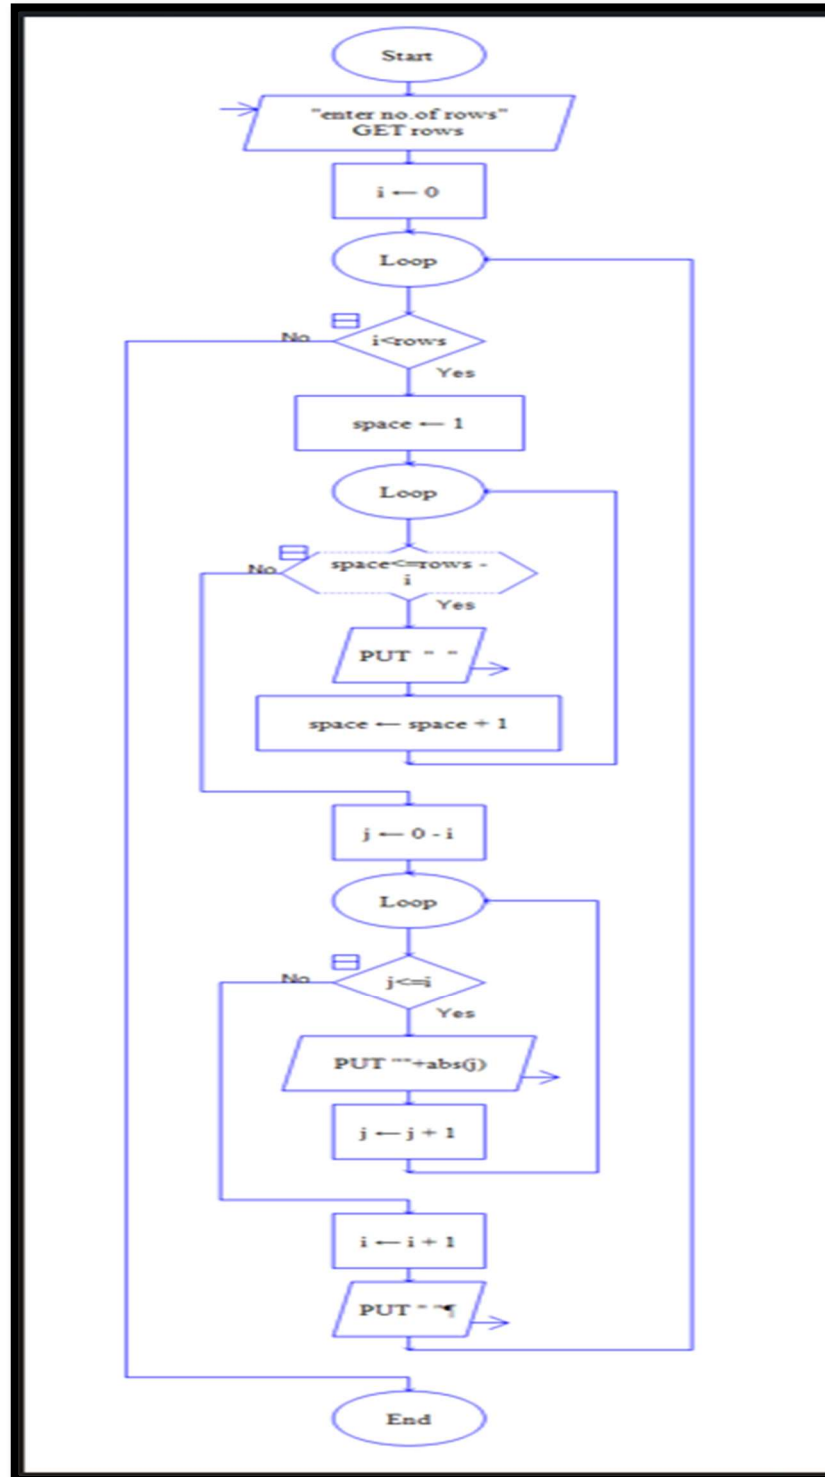 Start
"enter no.of rows"
GET rows
i ← 0
Loop
No
i<rows
Yes
space ← 1
Loop
No
space<=rows -
i
Yes
PUT " "
space ← space + 1
j ← 0 - i
Loop
No
j<=i
Yes
PUT ""+abs(j)
j ← j + 1
i ← i + 1
PUT " "¶
End